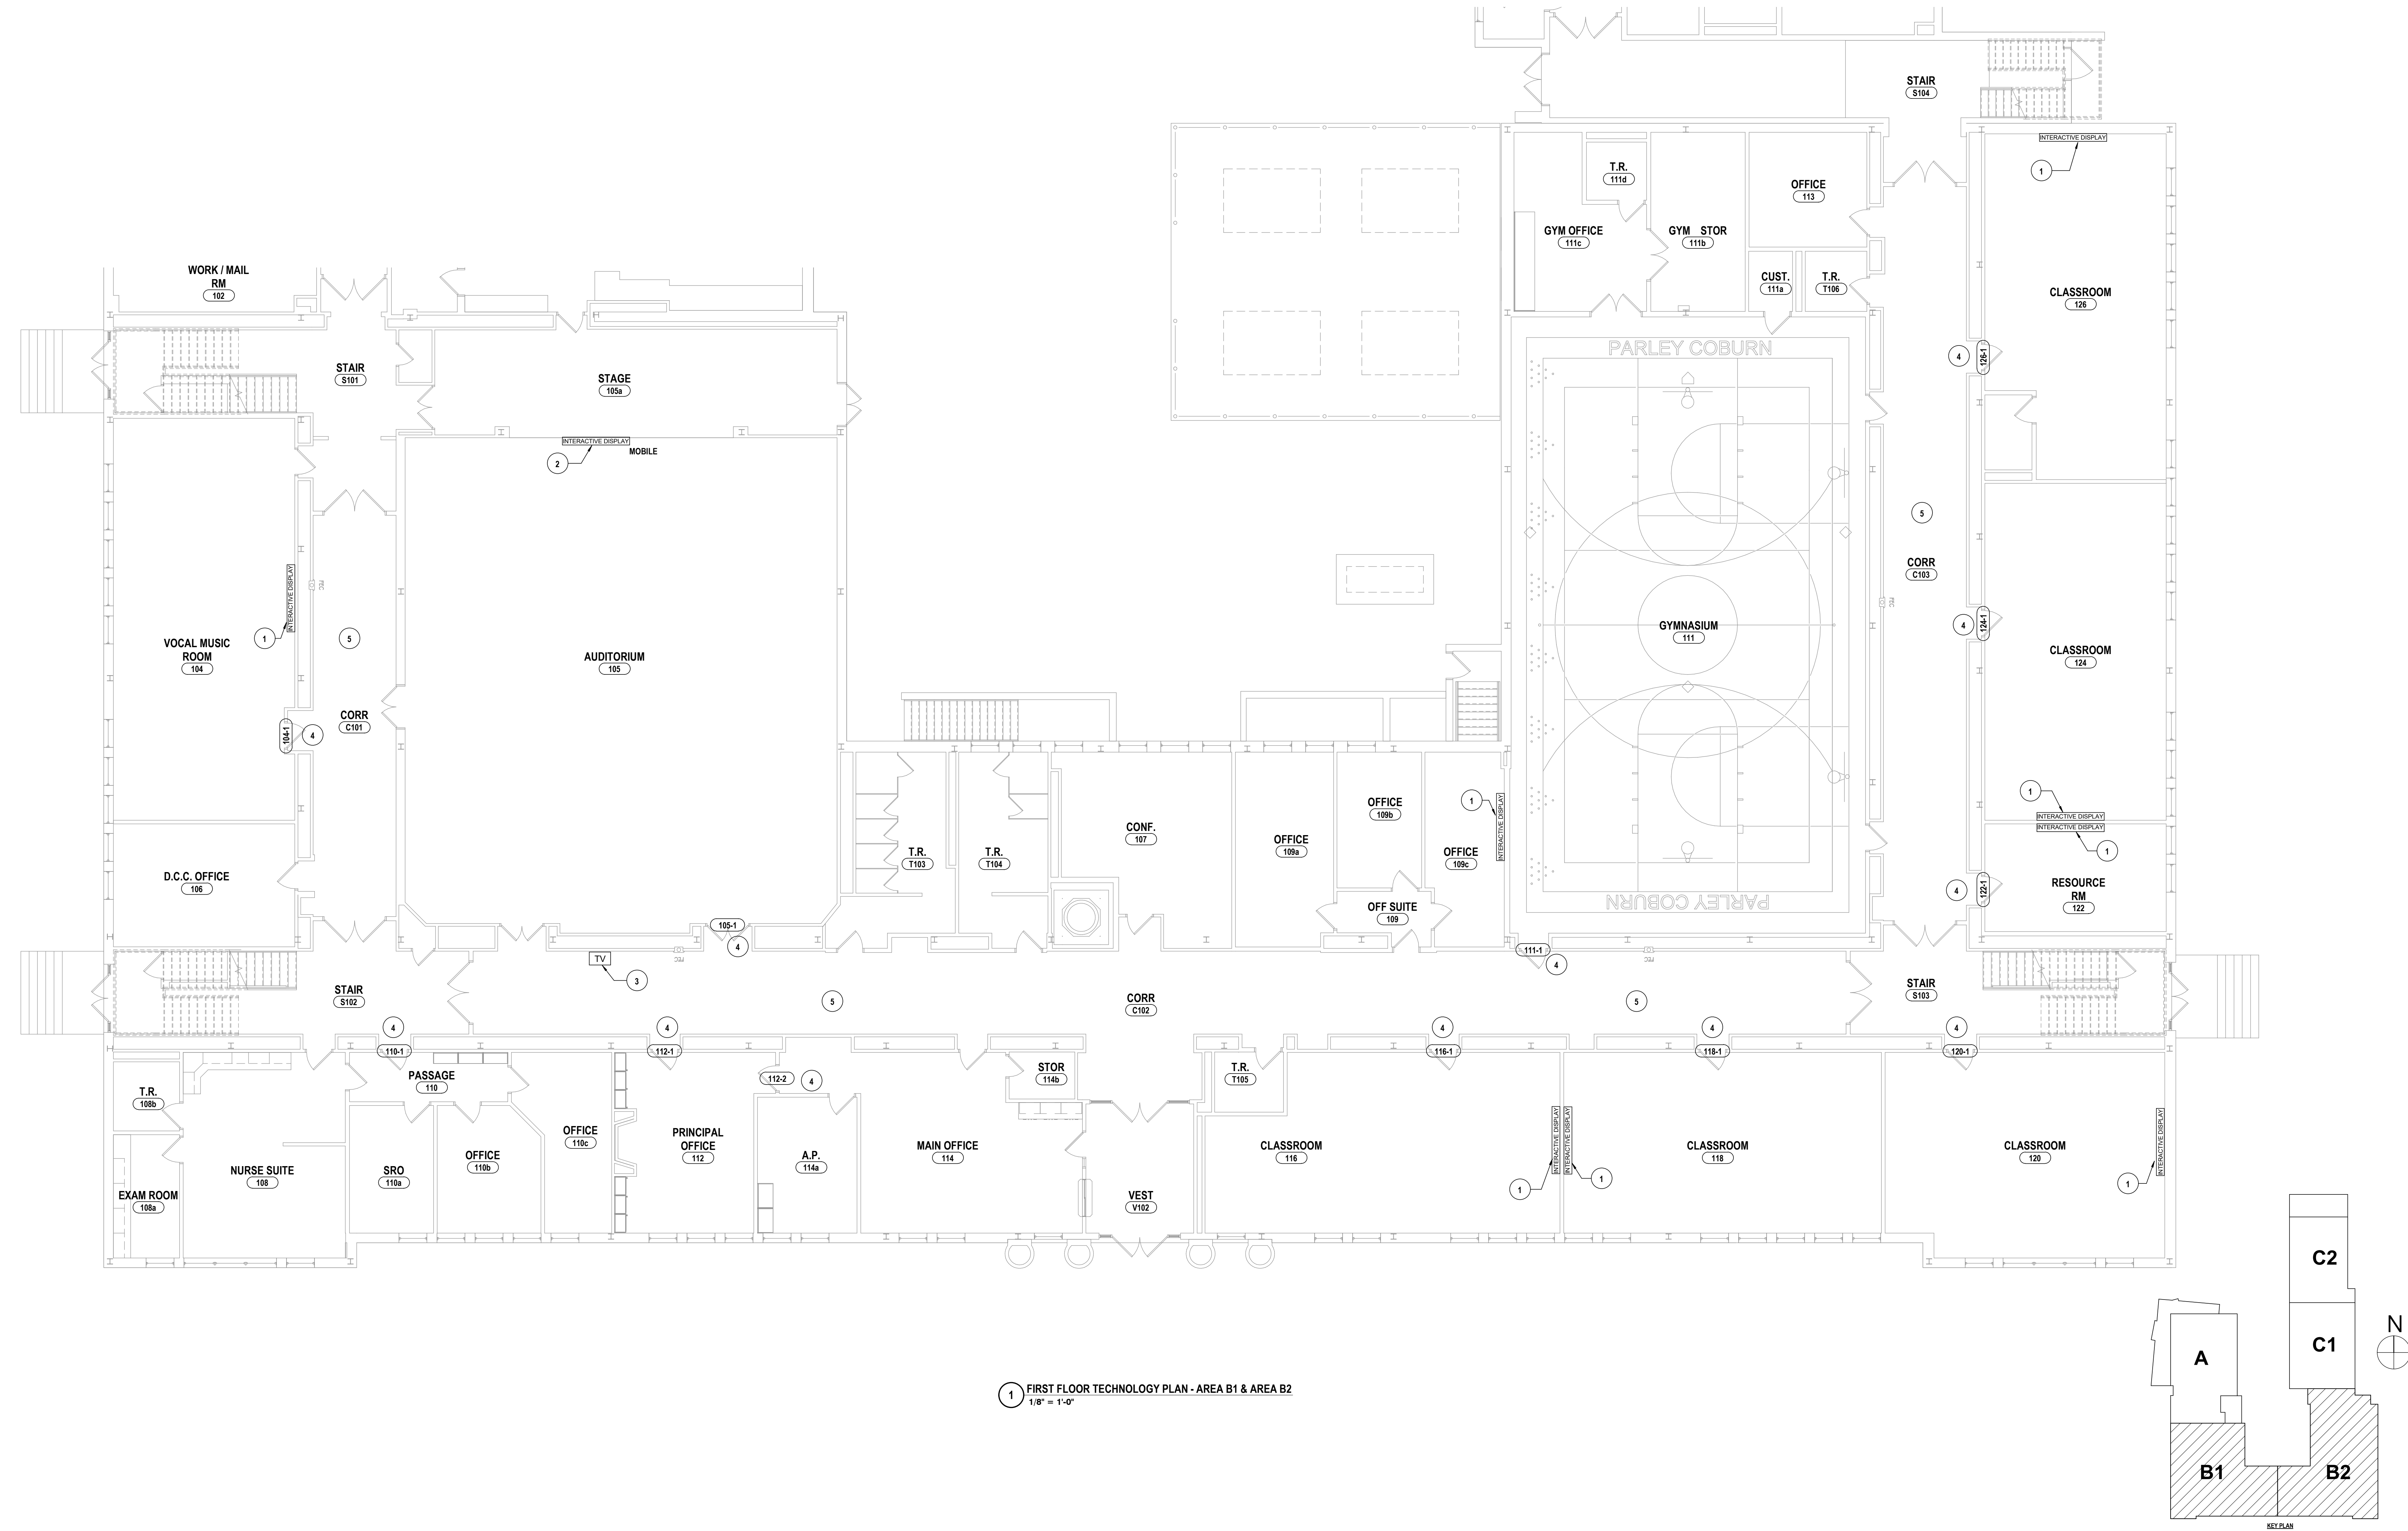 STAIR
S104
INTERACTIVE DISPLAY
1
T.R.
111d
OFFICE
113
GYM OFFICE
111c
GYM STOR
111b
CUST.
111a
T.R.
T106
CLASSROOM
126
WORK / MAIL
RM
102
STAIR
S101
STAGE
105a
INTERACTIVE DISPLAY
MOBILE
2
PARLEY COBURN
4
126-1
5
CORR
C103
FEC
INTERACTIVE DISPLAY
FEC
1
5
VOCAL MUSIC
ROOM
104
AUDITORIUM
105
GYMNASIUM
111
4
124-1
CLASSROOM
124
CORR
C101
104-1
4
1
INTERACTIVE DISPLAY
INTERACTIVE DISPLAY
1
INTERACTIVE DISPLAY
1
OFFICE
109b
CONF.
107
OFFICE
109a
OFFICE
109c
T.R.
T103
T.R.
T104
D.C.C. OFFICE
106
4
122-1
RESOURCE
RM
122
PARLEY COBURN
OFF SUITE
109
105-1
4
111-1
4
FEC
FEC
TV
3
STAIR
S102
5
CORR
C102
5
STAIR
S103
4
110-1
4
112-1
4
116-1
4
118-1
4
120-1
PASSAGE
110
112-2
4
STOR
114b
T.R.
T105
T.R.
108b
OFFICE
110c
PRINCIPAL
OFFICE
112
MAIN OFFICE
114
CLASSROOM
116
INTERACTIVE DISPLAY
INTERACTIVE DISPLAY
CLASSROOM
118
CLASSROOM
120
INTERACTIVE DISPLAY
OFFICE
110b
A.P.
114a
NURSE SUITE
108
SRO
110a
1
1
1
EXAM ROOM
108a
VEST
V102
C2
C1
N
A
B1
B2
KEY PLAN
1
FIRST FLOOR TECHNOLOGY PLAN - AREA B1 & AREA B2
1/8" = 1'-0"